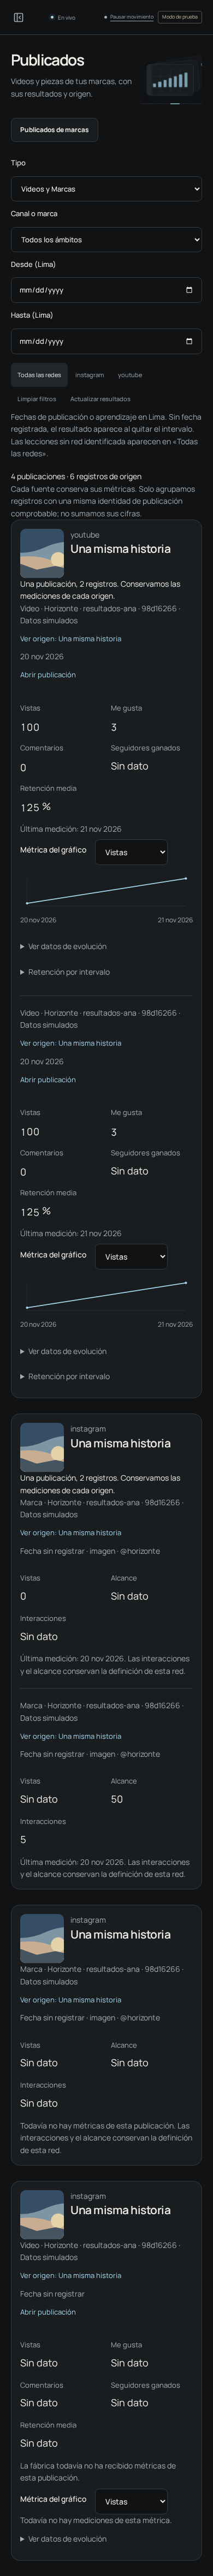 En vivo
Pausar movimiento
Modo de prueba
Publicados
Videos y piezas de tus marcas, con
sus resultados y origen.
Publicados de marcas
Tipo
Videos y Marcas
Canal o marca
Todos los ámbitos
Desde (Lima)
mm/dd/yyyy
Hasta (Lima)
mm/dd/yyyy
Todas las redes
instagram
youtube
Limpiar filtros
Actualizar resultados
Fechas de publicación o aprendizaje en Lima. Sin fecha
registrada, el resultado aparece al quitar el intervalo.
Las lecciones sin red identificada aparecen en «Todas
las redes».
4 publicaciones · 6 registros de origen
Cada fuente conserva sus métricas. Solo agrupamos
registros con una misma identidad de publicación
comprobable; no sumamos sus cifras.
youtube
Una misma historia
Una publicación, 2 registros. Conservamos las
mediciones de cada origen.
Video · Horizonte · resultados-ana · 98d16266 ·
Datos simulados
Ver origen: Una misma historia
20 nov 2026
Abrir publicación
Vistas
Me gusta
100
3
Comentarios
Seguidores ganados
0
Sin dato
Retención media
125 %
Última medición: 21 nov 2026
Métrica del gráfico
Vistas
20 nov 2026
21 nov 2026
Ver datos de evolución
Retención por intervalo
Video · Horizonte · resultados-ana · 98d16266 ·
Datos simulados
Ver origen: Una misma historia
20 nov 2026
Abrir publicación
Vistas
Me gusta
100
3
Comentarios
Seguidores ganados
0
Sin dato
Retención media
125 %
Última medición: 21 nov 2026
Métrica del gráfico
Vistas
20 nov 2026
21 nov 2026
Ver datos de evolución
Retención por intervalo
instagram
Una misma historia
Una publicación, 2 registros. Conservamos las
mediciones de cada origen.
Marca · Horizonte · resultados-ana · 98d16266 ·
Datos simulados
Ver origen: Una misma historia
Fecha sin registrar · imagen · @horizonte
Vistas
Alcance
0
Sin dato
Interacciones
Sin dato
Última medición: 20 nov 2026. Las interacciones
y el alcance conservan la definición de esta red.
Marca · Horizonte · resultados-ana · 98d16266 ·
Datos simulados
Ver origen: Una misma historia
Fecha sin registrar · imagen · @horizonte
Vistas
Alcance
Sin dato
50
Interacciones
5
Última medición: 20 nov 2026. Las interacciones
y el alcance conservan la definición de esta red.
instagram
Una misma historia
Marca · Horizonte · resultados-ana · 98d16266 ·
Datos simulados
Ver origen: Una misma historia
Fecha sin registrar · imagen · @horizonte
Vistas
Alcance
Sin dato
Sin dato
Interacciones
Sin dato
Todavía no hay métricas de esta publicación. Las
interacciones y el alcance conservan la definición
de esta red.
instagram
Una misma historia
Video · Horizonte · resultados-ana · 98d16266 ·
Datos simulados
Ver origen: Una misma historia
Fecha sin registrar
Abrir publicación
Vistas
Me gusta
Sin dato
Sin dato
Comentarios
Seguidores ganados
Sin dato
Sin dato
Retención media
Sin dato
La fábrica todavía no ha recibido métricas de
esta publicación.
Métrica del gráfico
Vistas
Todavía no hay mediciones de esta métrica.
Ver datos de evolución